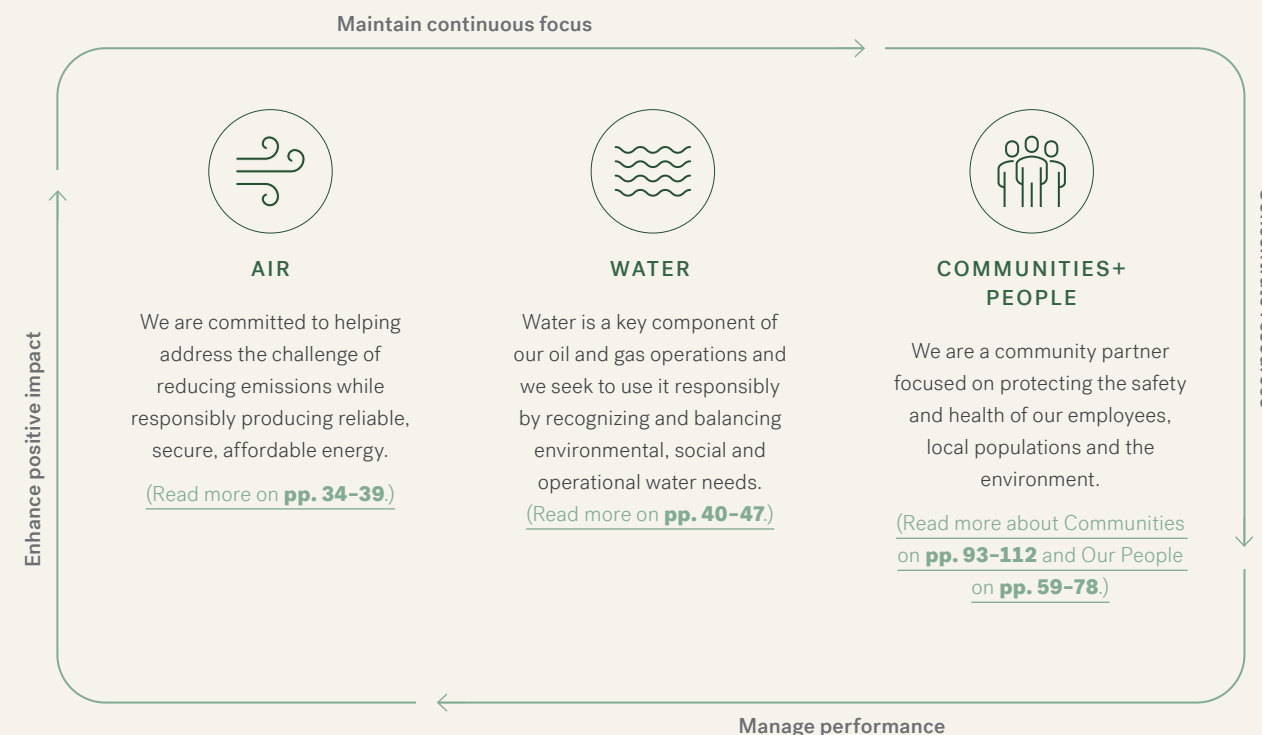 Maintain continuous focus
AIR
We are committed to helping
address the challenge of
reducing emissions while
responsibly producing reliable,
secure, affordable energy.
(Read more on pp. 34–39.)
WATER
Water is a key component of
our oil and gas operations and
we seek to use it responsibly
by recognizing and balancing
environmental, social and
operational water needs.
(Read more on pp. 40–47.)
COMMUNITIES+
PEOPLE
We are a community partner
focused on protecting the safety
and health of our employees,
local populations and the
environment.
(Read more about Communities
on pp. 93–112 and Our People
on pp. 59–78.)
Manage performance
Enhance positive impact